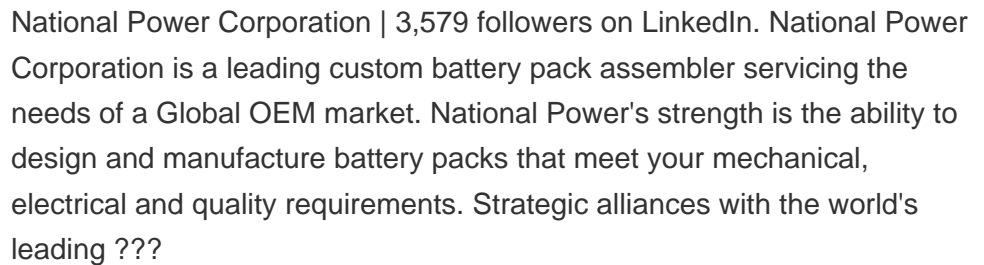 National Power Corporation | 3,579 followers on LinkedIn. National Power
Corporation is a leading custom battery pack assembler servicing the
needs of a Global OEM market. National Power's strength is the ability to
design and manufacture battery packs that meet your mechanical,
electrical and quality requirements. Strategic alliances with the world's
leading ???